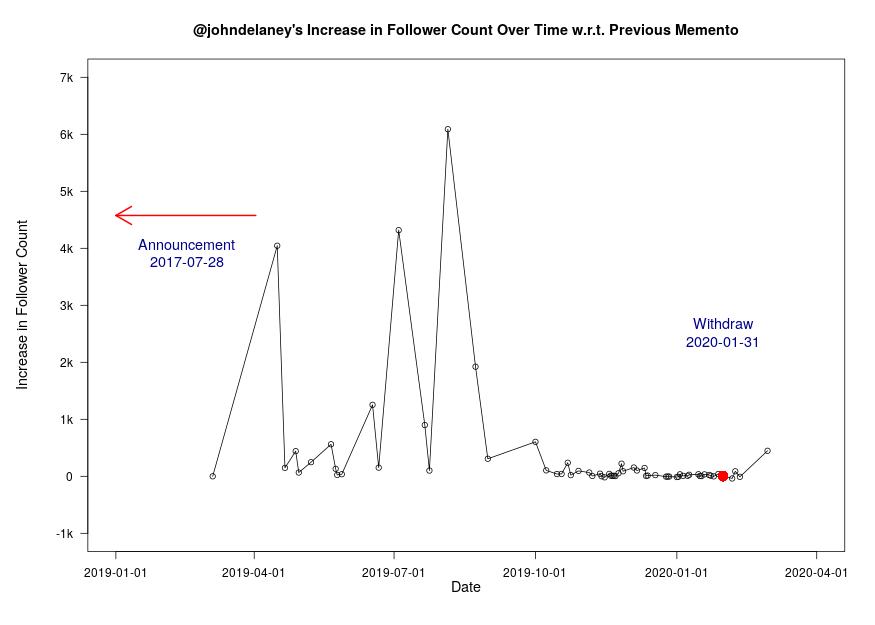 @johndelaney's Increase in Follower Count Over Time w.r.t. Previous Memento
7k
6k
5k
4k
3k
2k
1k
0
-1k
Increase in Follower Count
Announcement
2017-07-28
Withdraw
2020-01-31
2019-01-01
2019-04-01
2019-07-01
2019-10-01
2020-01-01
2020-04-01
Date